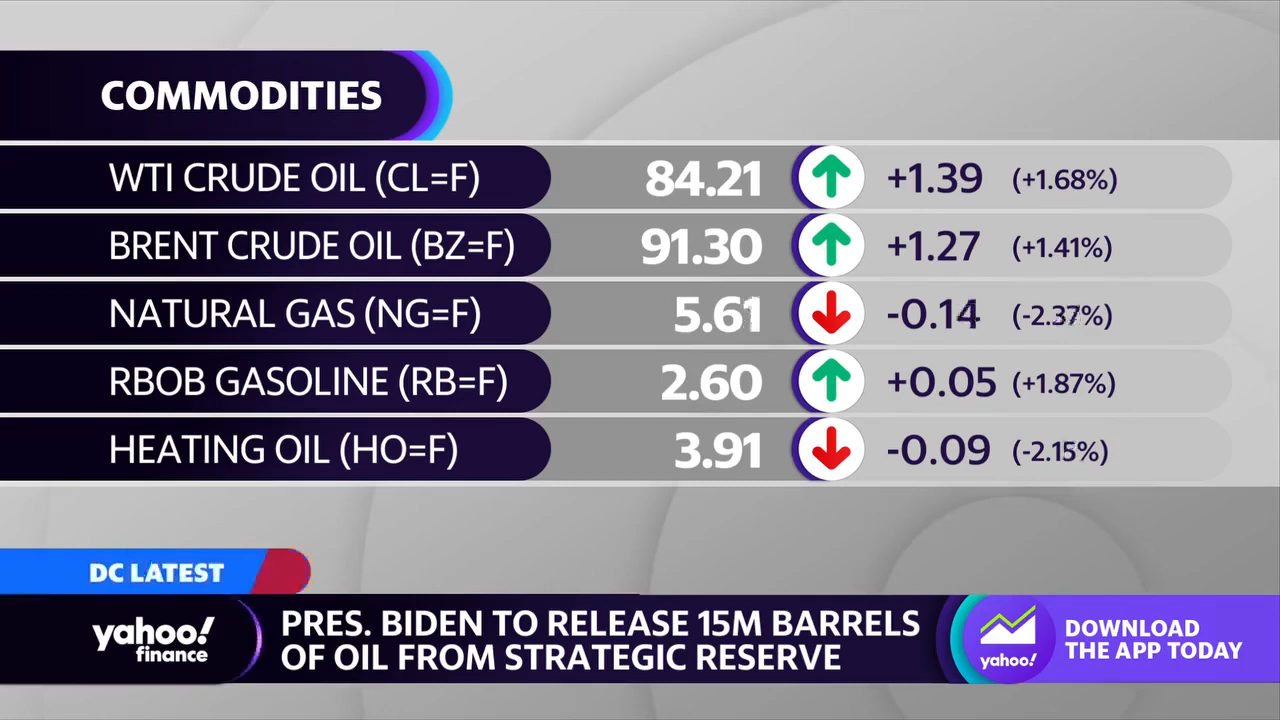 COMMODITIES
WTI CRUDE OIL (CL=F) 84.21 +1.39 (+1.68%)
BRENT CRUDE OIL (BZ=F) 91.30 +1.27 (+1.41%)
NATURAL GAS (NG=F) 5.61 -0.14 (-2.37%)
RBOB GASOLINE (RB=F) 2.60 +0.05 (+1.87%)
HEATING OIL (HO=F) 3.91 -0.09 (-2.15%)
DC LATEST
yahoo!
finance
PRES. BIDEN TO RELEASE 15M BARRELS
OF OIL FROM STRATEGIC RESERVE
yahoo!
DOWNLOAD
THE APP TODAY